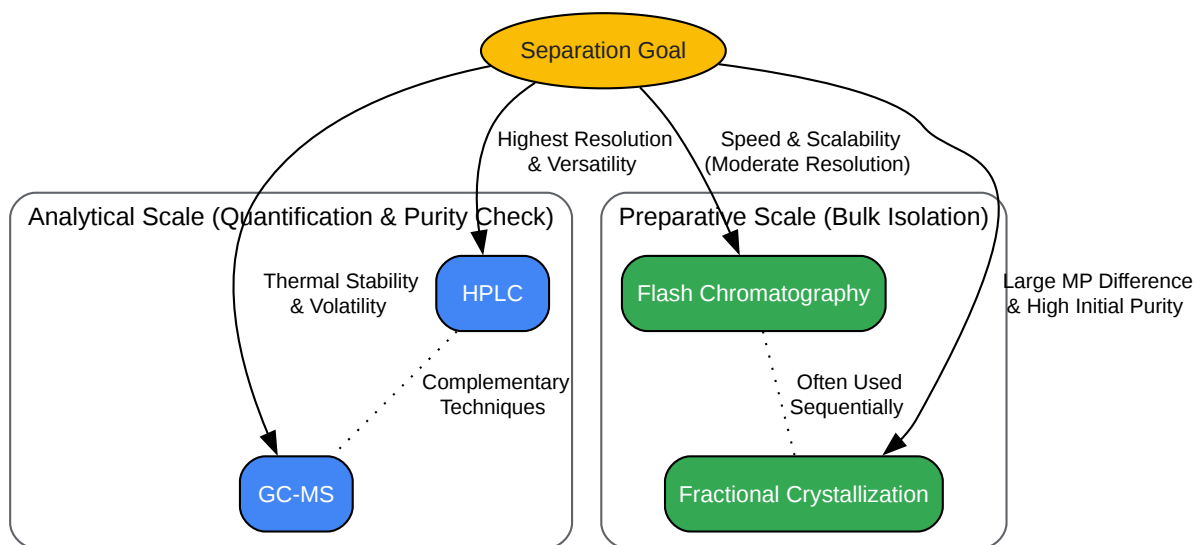 Separation Goal
Highest Resolution
& Versatility
Speed & Scalability
(Moderate Resolution)
Analytical Scale (Quantification & Purity Check)
Preparative Scale (Bulk Isolation)
Thermal Stability
& Volatility
HPLC
Flash Chromatography
Large MP Difference
& High Initial Purity
Complementary
Techniques
Often Used
Sequentially
GC-MS
Fractional Crystallization